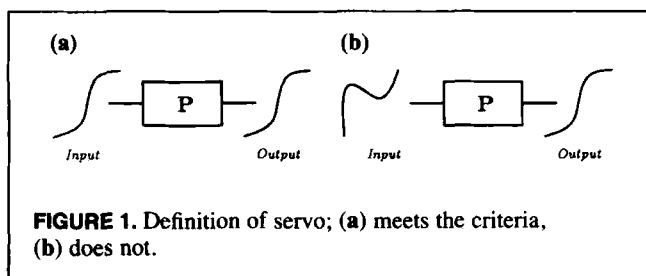 (a) (b)
P P
Input Output Input Output
FIGURE 1. Definition of servo; (a) meets the criteria,
(b) does not.